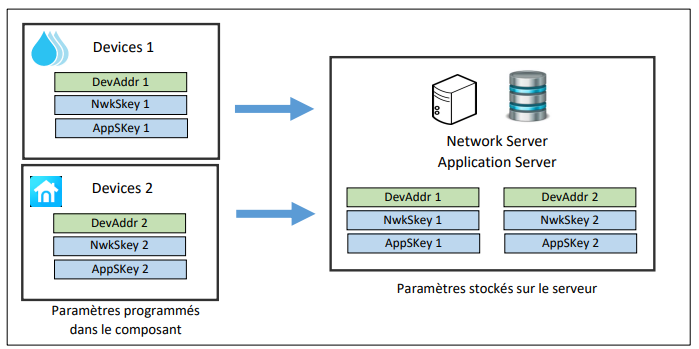 Devices 1
DevAddr 1
NwkSkey 1
AppSKey 1
Devices 2
DevAddr 2
NwkSKey 2
AppSKey 2
Paramètres programmés
dans le composant
Network Server
Application Server
DevAddr 1
NwkSKey 1
AppSKey 1
DevAddr 2
NwkSKey 2
AppSKey 2
Paramètres stockés sur le serveur